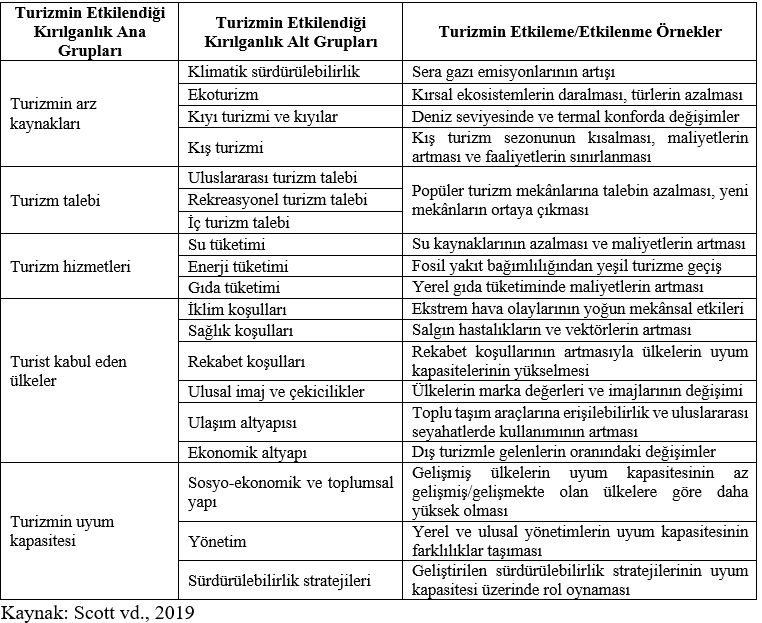 Turizmin Etkilendiği
Kırılganlık Ana
Grupları
Turizmin Etkilendiği
Kırılganlık Alt Grupları
Turizmin Etkileme/Etkilenme Örnekler
Turizmin arz
kaynakları
Klimatik sürdürülebilirlik
Sera gazı emisyonlarının artışı
Ekoturizm
Kırsal ekosistemlerin daralması, türlerin azalması
Kıyı turizmi ve kıyılar
Deniz seviyesinde ve termal konforda değişimler
Kış turizmi
Kış turizm sezonunun kısalması, maliyetlerin
artması ve faaliyetlerin sınırlanması
Turizm talebi
Uluslararası turizm talebi
Rekreasyonel turizm talebi
İç turizm talebi
Popüler turizm mekânlarına talebin azalması, yeni
mekânların ortaya çıkması
Turizm hizmetleri
Su tüketimi
Su kaynaklarının azalması ve maliyetlerin artması
Enerji tüketimi
Fosil yakıt bağımlılığından yeşil turizme geçiş
Gıda tüketimi
Yerel gıda tüketiminde maliyetlerin artması
Turist kabul eden
ülkeler
İklim koşulları
Ekstrem hava olaylarının yoğun mekânsal etkileri
Sağlık koşulları
Salgın hastalıkların ve vektörlerin artması
Rekabet koşulları
Rekabet koşullarının artmasıyla ülkelerin uyum
kapasitelerinin yükselmesi
Ulusal imaj ve çekicilikler
Ülkelerin marka değerleri ve imajlarının değişimi
Ulaşım altyapısı
Toplu taşım araçlarına erişilebilirlik ve uluslararası
seyahatlerde kullanımının artması
Ekonomik altyapı
Dış turizmle gelenlerin oranındaki değişimler
Turizmin uyum
kapasitesi
Sosyo-ekonomik ve toplumsal
yapı
Gelişmiş ülkelerin uyum kapasitesinin az
gelişmiş/gelişmekte olan ülkelere göre daha
yüksek olması
Yönetim
Yerel ve ulusal yönetimlerin uyum kapasitesinin
farklılıklar taşıması
Sürdürülebilirlik stratejileri
Geliştirilen sürdürülebilirlik stratejilerinin uyum
kapasitesi üzerinde rol oynaması
Kaynak: Scott vd., 2019